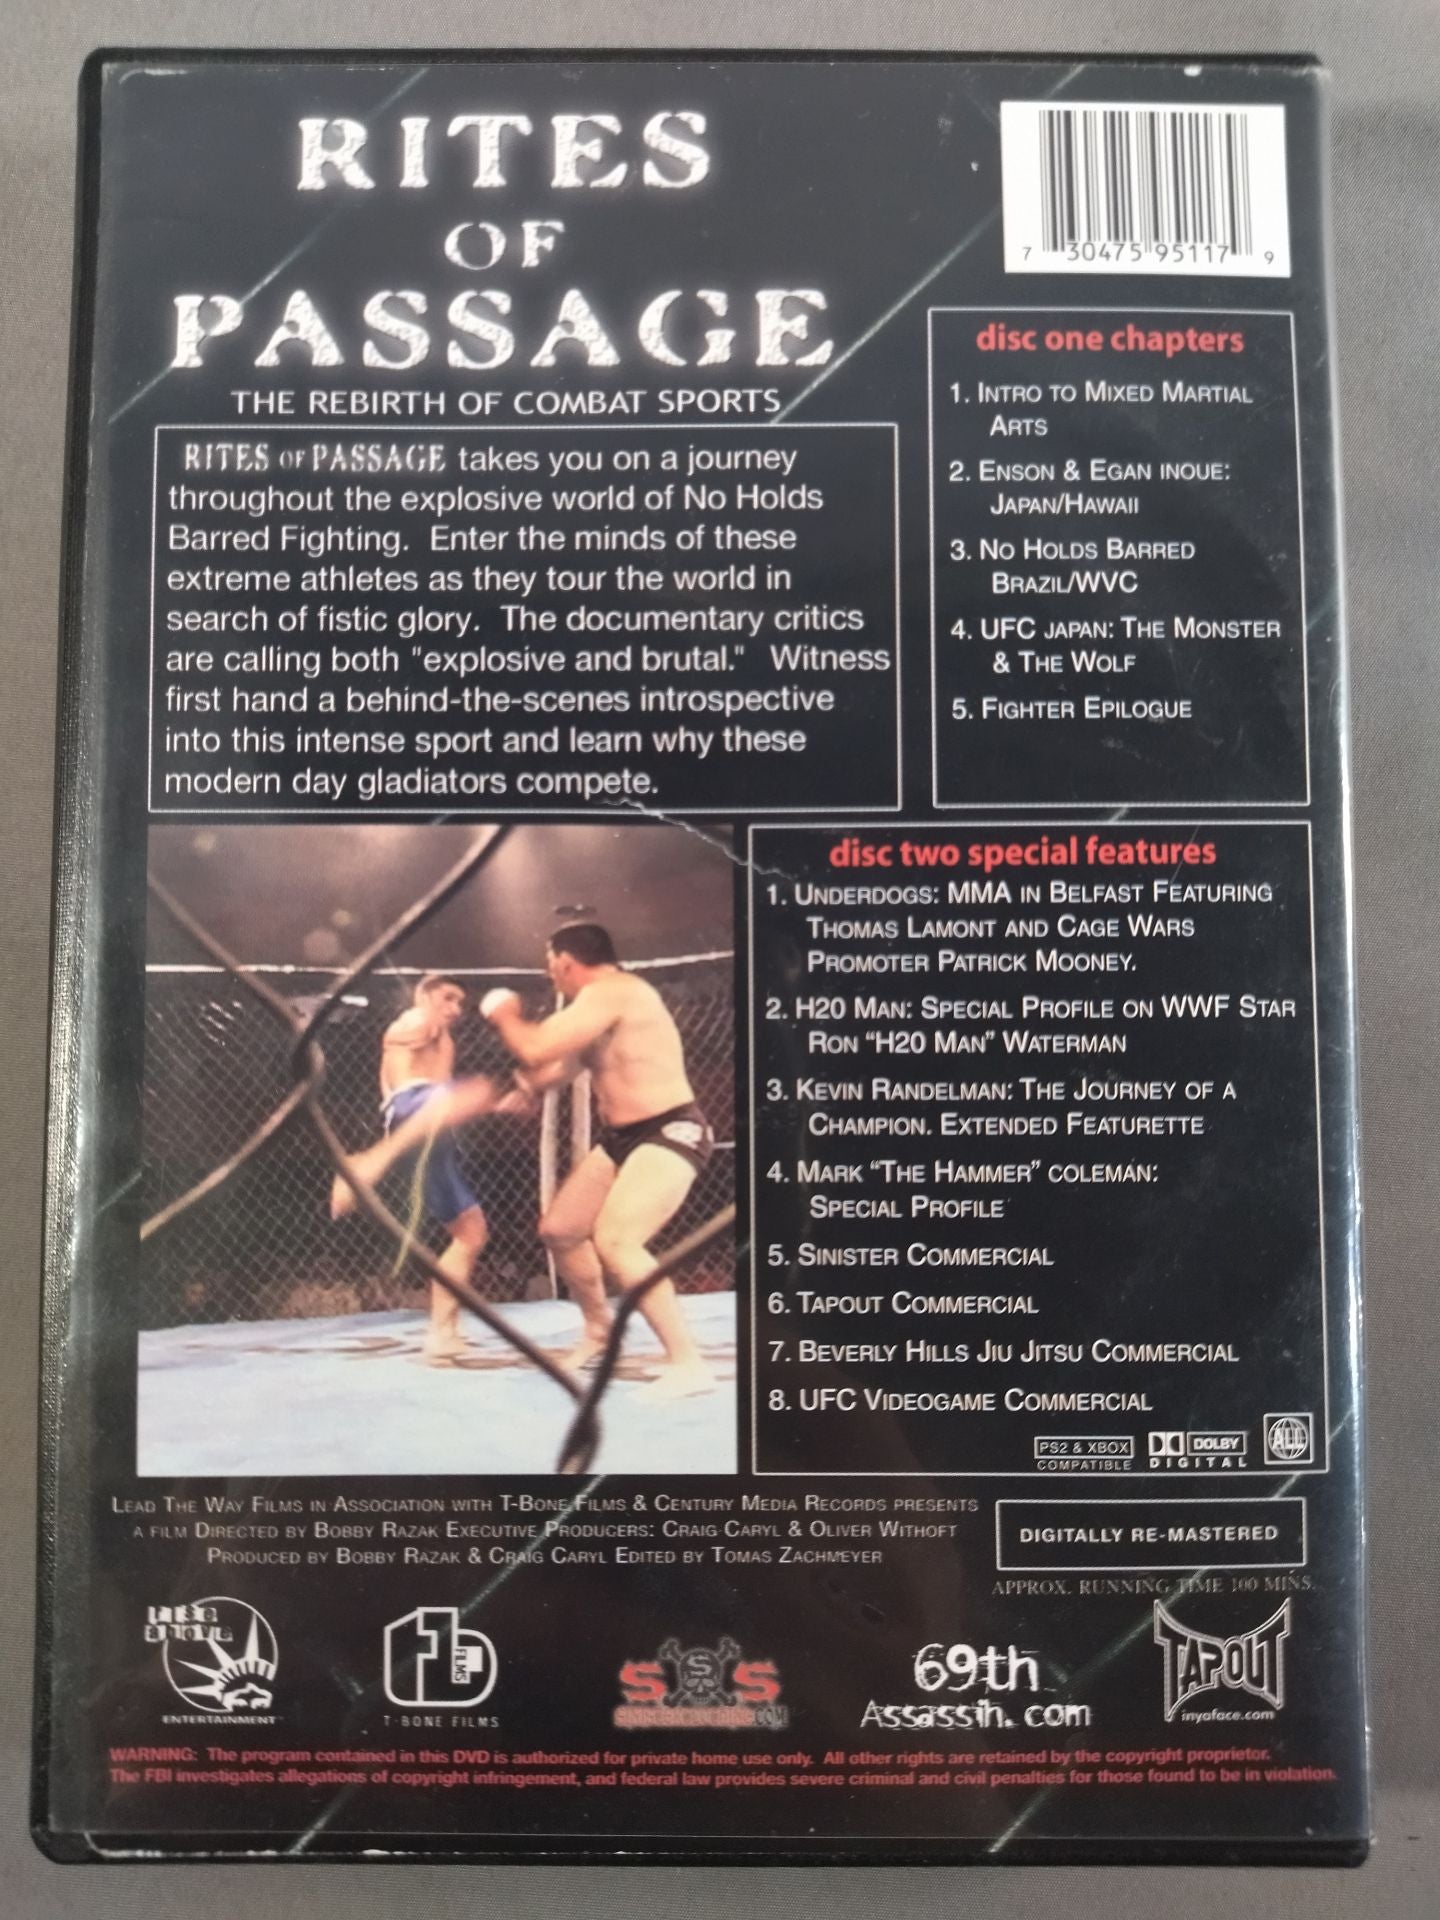 RITES
OF
PASSAGE
THE REBIRTH OF COMBAT SPORTS
RITES OF PASSAGE takes you on a journey
throughout the explosive world of No Holds
Barred Fighting. Enter the minds of these
extreme athletes as they tour the world in
search of fistic glory. The documentary critics
are calling both "explosive and brutal." Witness
first hand a behind-the-scenes introspective
into this intense sport and learn why these
modern day gladiators compete.
7 30475 95117 9
disc one chapters
1. INTRO TO MIXED MARTIAL
ARTS
2. ENSON & EGAN INOUE:
JAPAN/HAWAII
3. NO HOLDS BARRED
BRAZIL/WVC
4. UFC JAPAN: THE MONSTER
& THE WOLF
5. FIGHTER EPILOGUE
disc two special features
1. UNDERDOGS: MMA IN BELFAST FEATURING
THOMAS LAMONT AND CAGE WARS
PROMOTER PATRICK MOONEY.
2. H20 MAN: SPECIAL PROFILE ON WWF STAR
RON "H20 MAN" WATERMAN
3. KEVIN RANDELMAN: THE JOURNEY OF A
CHAMPION. EXTENDED FEATURETTE
4. MARK "THE HAMMER" COLEMAN:
SPECIAL PROFILE
5. SINISTER COMMERCIAL
6. TAPOUT COMMERCIAL
7. BEVERLY HILLS JIU JITSU COMMERCIAL
8. UFC VIDEOGAME COMMERCIAL
PS2 & XBOX
COMPATIBLE
DOLBY
DIGITAL
ALL
LEAD THE WAY FILMS IN ASSOCIATION WITH T-BONE FILMS & CENTURY MEDIA RECORDS PRESENTS
A FILM DIRECTED BY BOBBY RAZAK EXECUTIVE PRODUCERS: CRAIG CARYL & OLIVER WITHOFT
PRODUCED BY BOBBY RAZAK & CRAIG CARYL EDITED BY TOMAS ZACHMEYER
DIGITALLY RE-MASTERED
APPROX. RUNNING TIME 100 MINS.
rise
above
ENTERTAINMENT
FILMS
T-BONE FILMS
S S S
69th
Assassin.com
TAPOUT
inyaface.com
WARNING: The program contained in this DVD is authorized for private home use only. All other rights are retained by the copyright proprietor.
The FBI investigates allegations of copyright infringement, and federal law provides severe criminal and civil penalties for those found to be in violation.